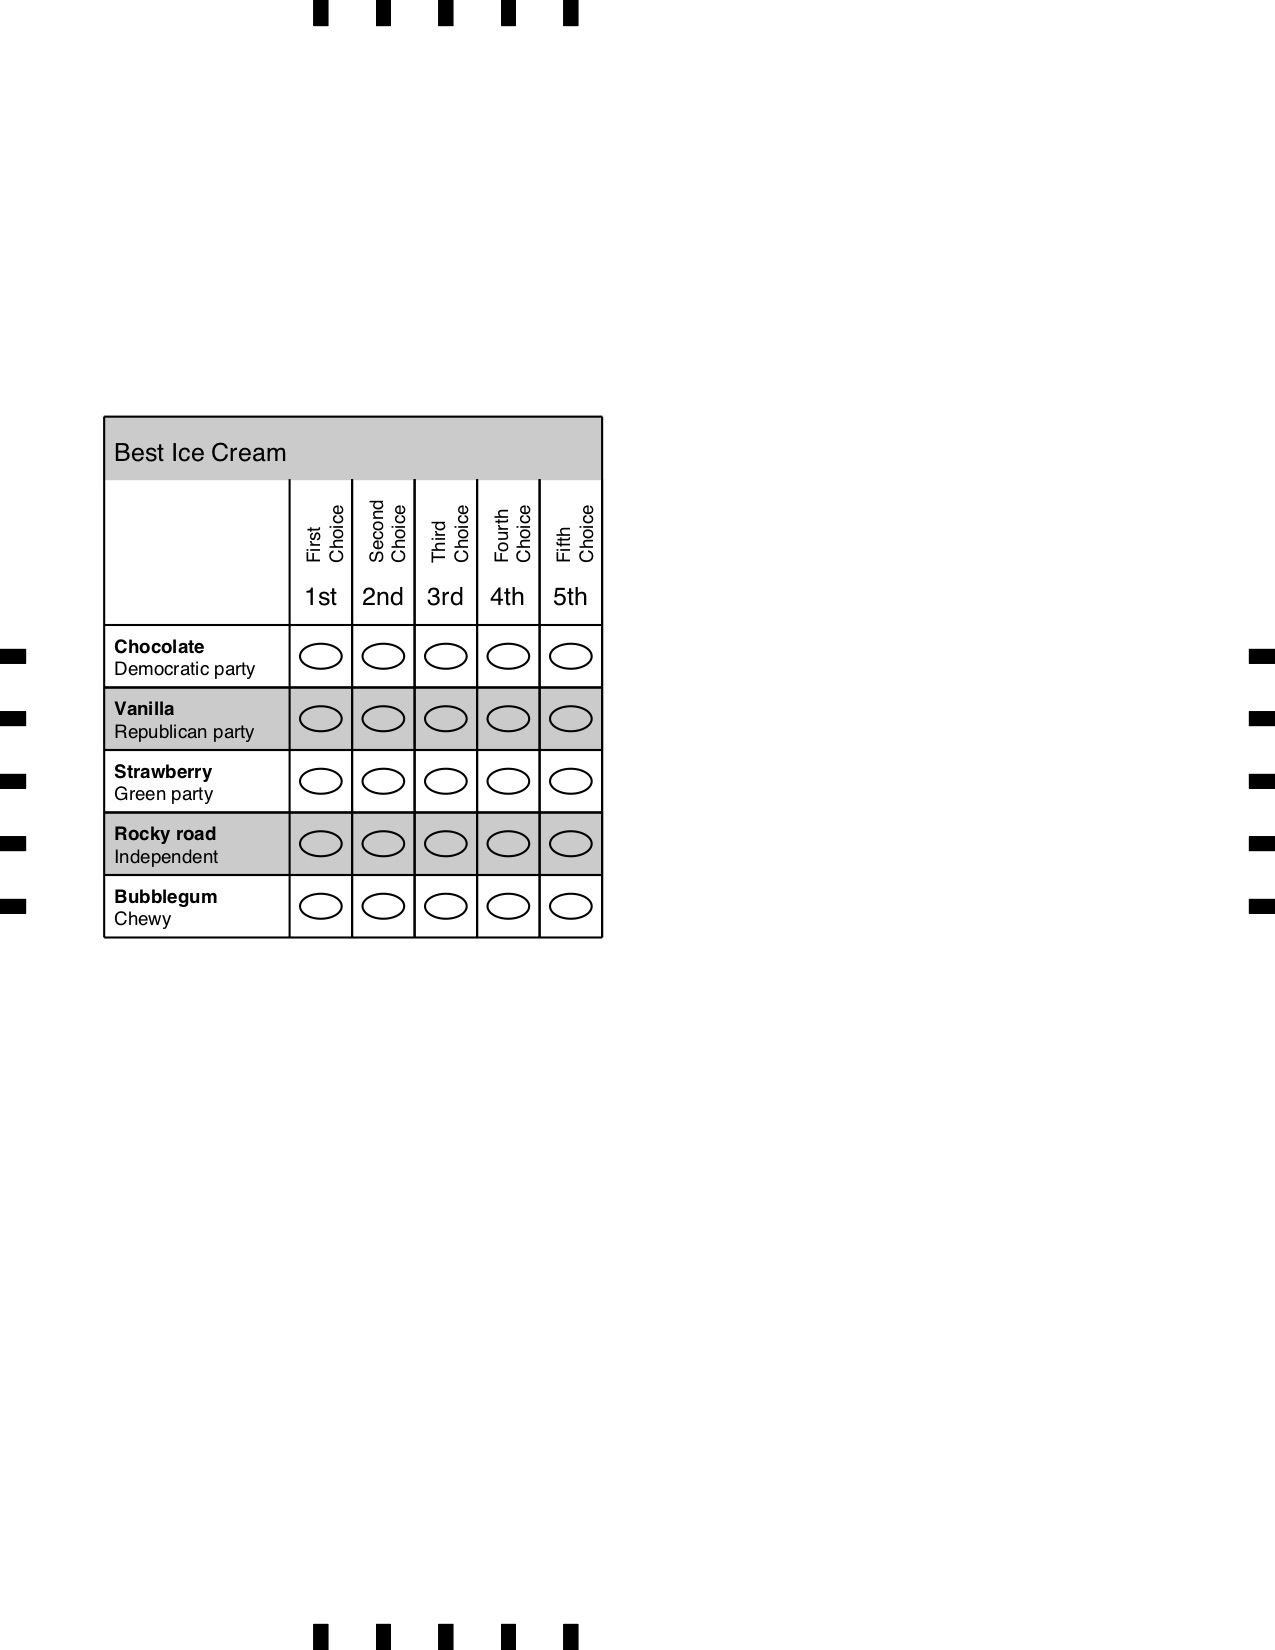 Best Ice Cream
First
Choice
Second
Choice
Third
Choice
Fourth
Choice
Fifth
Choice
1st 2nd 3rd 4th 5th
Chocolate
Democratic party
Vanilla
Republican party
Strawberry
Green party
Rocky road
Independent
Bubblegum
Chewy